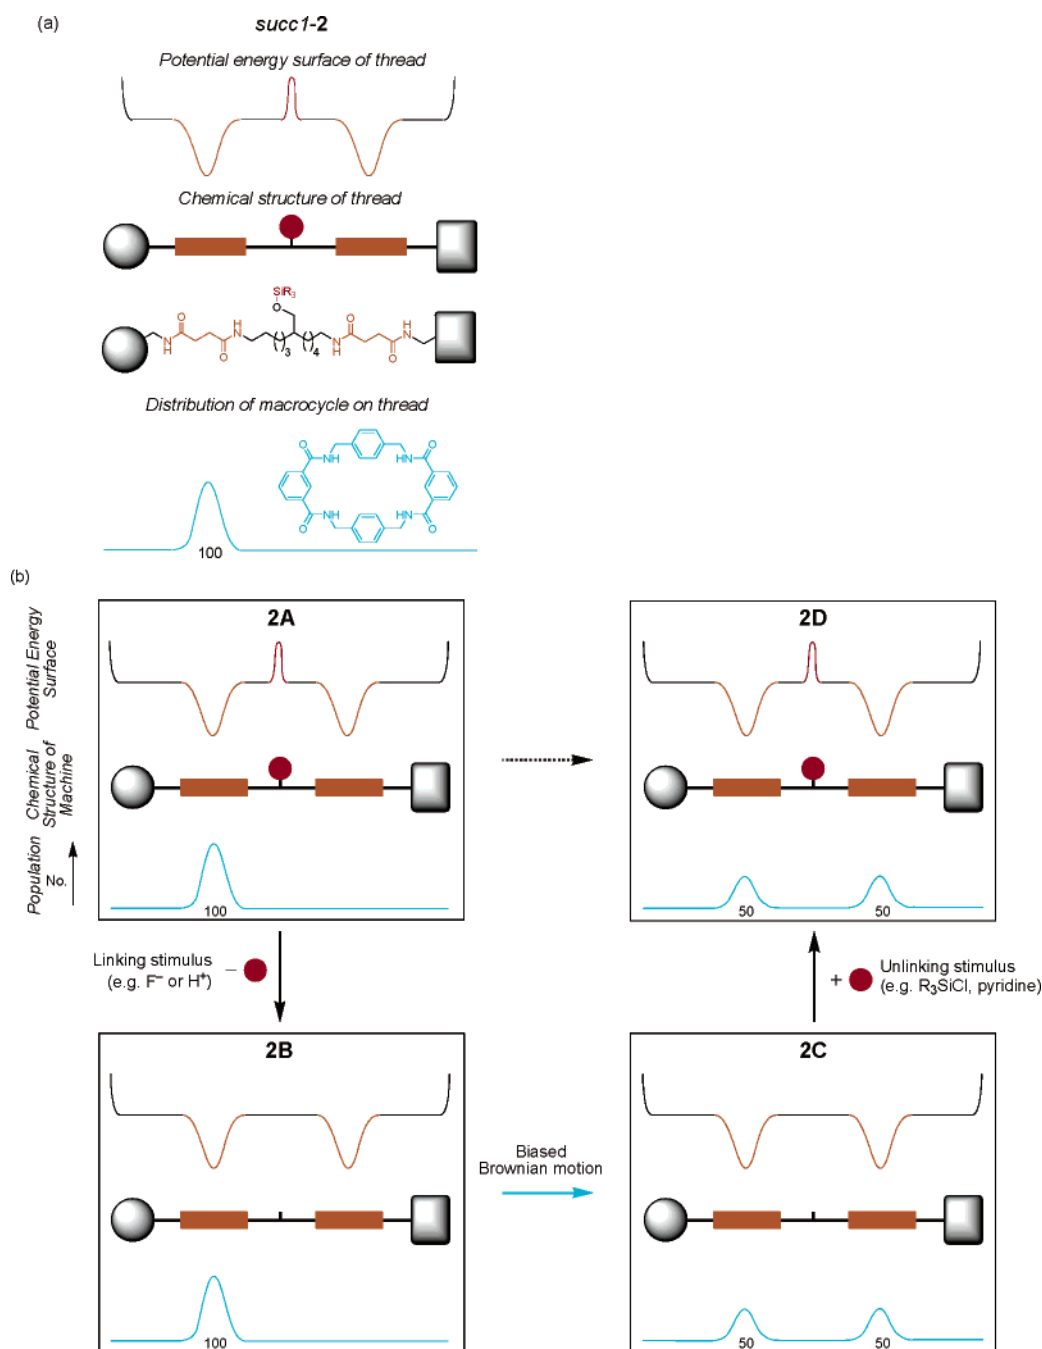 (a)
succ1-2
Potential energy surface of thread
Chemical structure of thread
SiR3
O
O
H
N
N
H
O
( )3
( )4
H
N
O
O
H
N
N
H
O
Distribution of macrocycle on thread
O
NH
HN
O
O
NH
HN
O
100
(b)
Potential Energy
Surface
Chemical
Structure of
Machine
Population
No.
2A
100
2D
50 50
Linking stimulus
(e.g. F− or H+)
−
+
Unlinking stimulus
(e.g. R3SiCl, pyridine)
2B
100
Biased
Brownian motion
2C
50 50